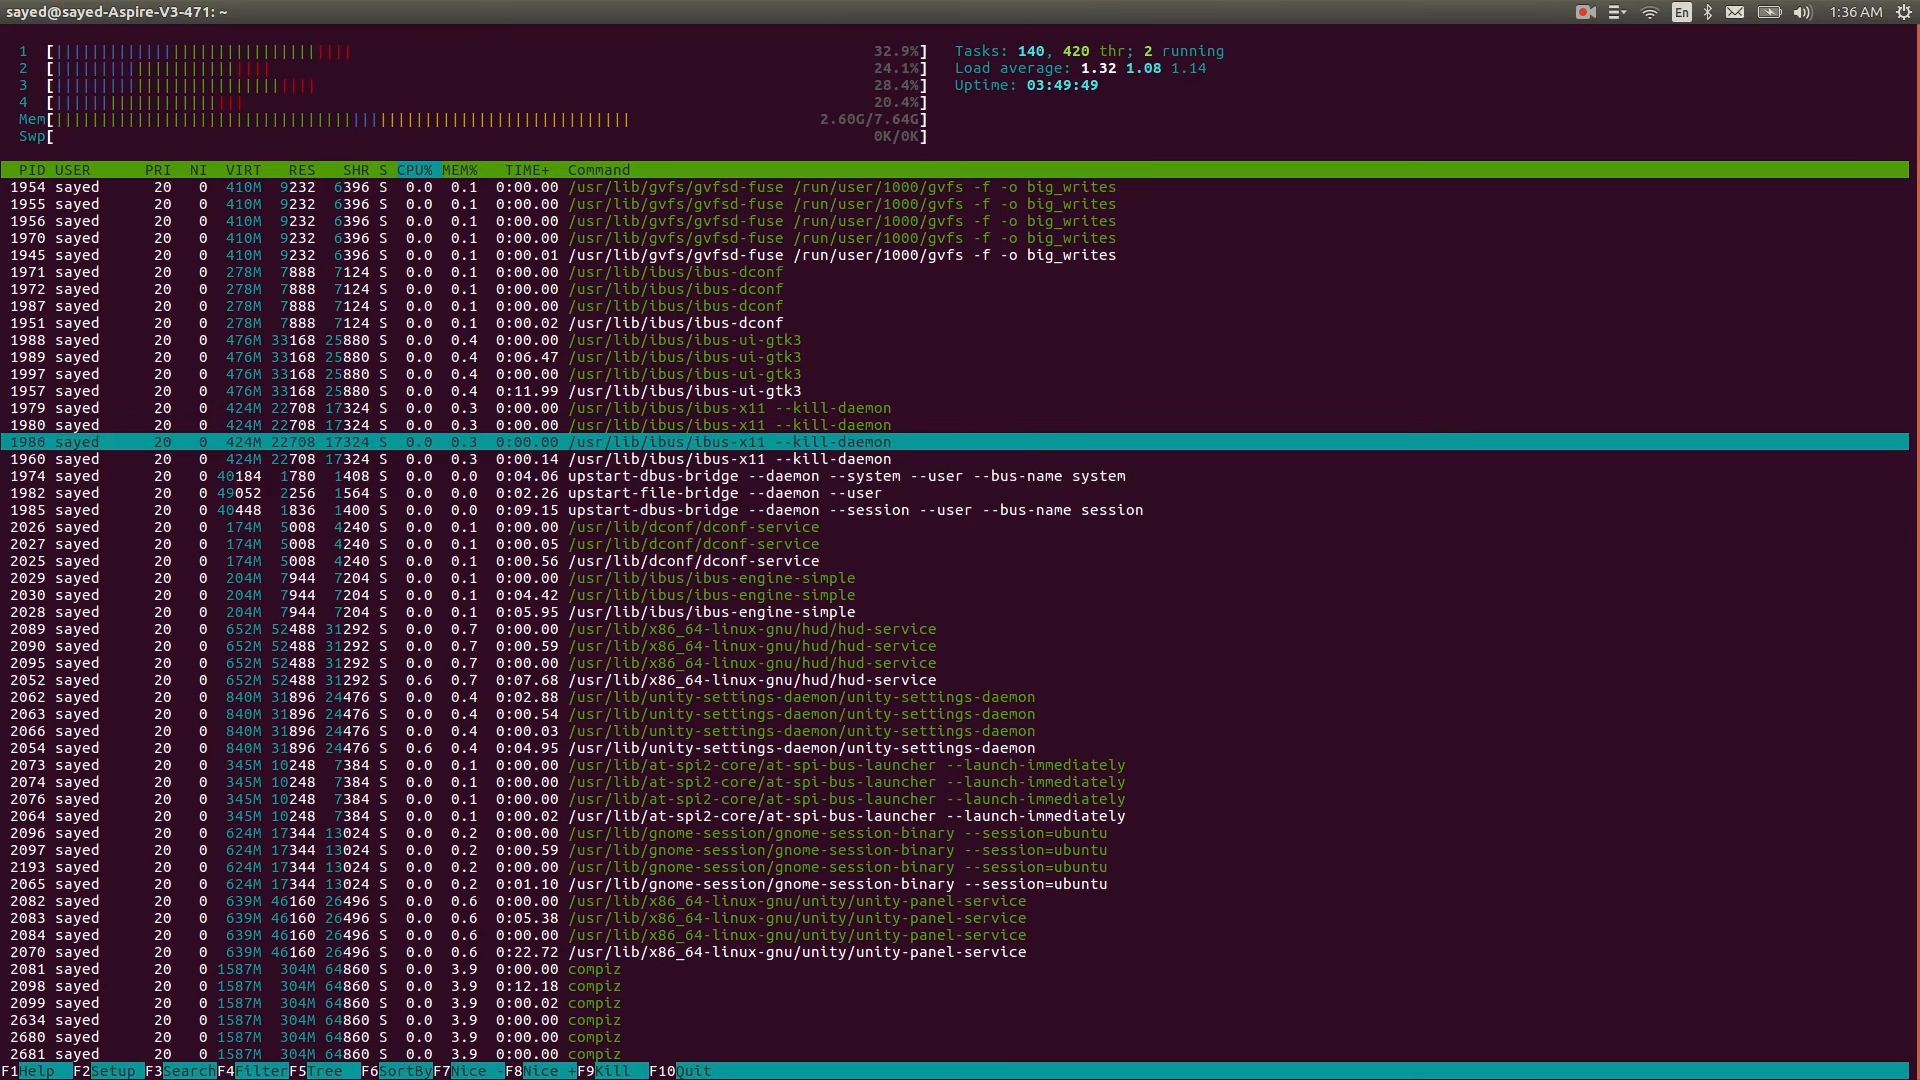 sayed@sayed-Aspire-V3-471: ~ En 1:36 AM
1 [ 32.9%] Tasks: 140, 420 thr; 2 running
2 [ 24.1%] Load average: 1.32 1.08 1.14
3 [ 28.4%] Uptime: 03:49:49
4 [ 20.4%]
Mem[ 2.60G/7.64G]
Swp[ 0K/0K]
PID USER PRI NI VIRT RES SHR S CPU% MEM% TIME+ Command
1954 sayed 20 0 410M 9232 6396 S 0.0 0.1 0:00.00 /usr/lib/gvfs/gvfsd-fuse /run/user/1000/gvfs -f -o big_writes
1955 sayed 20 0 410M 9232 6396 S 0.0 0.1 0:00.00 /usr/lib/gvfs/gvfsd-fuse /run/user/1000/gvfs -f -o big_writes
1956 sayed 20 0 410M 9232 6396 S 0.0 0.1 0:00.00 /usr/lib/gvfs/gvfsd-fuse /run/user/1000/gvfs -f -o big_writes
1970 sayed 20 0 410M 9232 6396 S 0.0 0.1 0:00.00 /usr/lib/gvfs/gvfsd-fuse /run/user/1000/gvfs -f -o big_writes
1945 sayed 20 0 410M 9232 6396 S 0.0 0.1 0:00.01 /usr/lib/gvfs/gvfsd-fuse /run/user/1000/gvfs -f -o big_writes
1971 sayed 20 0 278M 7888 7124 S 0.0 0.1 0:00.00 /usr/lib/ibus/ibus-dconf
1972 sayed 20 0 278M 7888 7124 S 0.0 0.1 0:00.00 /usr/lib/ibus/ibus-dconf
1987 sayed 20 0 278M 7888 7124 S 0.0 0.1 0:00.00 /usr/lib/ibus/ibus-dconf
1951 sayed 20 0 278M 7888 7124 S 0.0 0.1 0:00.02 /usr/lib/ibus/ibus-dconf
1988 sayed 20 0 476M 33168 25880 S 0.0 0.4 0:00.00 /usr/lib/ibus/ibus-ui-gtk3
1989 sayed 20 0 476M 33168 25880 S 0.0 0.4 0:06.47 /usr/lib/ibus/ibus-ui-gtk3
1997 sayed 20 0 476M 33168 25880 S 0.0 0.4 0:00.00 /usr/lib/ibus/ibus-ui-gtk3
1957 sayed 20 0 476M 33168 25880 S 0.0 0.4 0:11.99 /usr/lib/ibus/ibus-ui-gtk3
1979 sayed 20 0 424M 22708 17324 S 0.0 0.3 0:00.00 /usr/lib/ibus/ibus-x11 --kill-daemon
1980 sayed 20 0 424M 22708 17324 S 0.0 0.3 0:00.00 /usr/lib/ibus/ibus-x11 --kill-daemon
1986 sayed 20 0 424M 22708 17324 S 0.0 0.3 0:00.00 /usr/lib/ibus/ibus-x11 --kill-daemon
1960 sayed 20 0 424M 22708 17324 S 0.0 0.3 0:00.14 /usr/lib/ibus/ibus-x11 --kill-daemon
1974 sayed 20 0 40184 1780 1408 S 0.0 0.0 0:04.06 upstart-dbus-bridge --daemon --system --user --bus-name system
1982 sayed 20 0 49052 2256 1564 S 0.0 0.0 0:02.26 upstart-file-bridge --daemon --user
1985 sayed 20 0 40448 1836 1400 S 0.0 0.0 0:09.15 upstart-dbus-bridge --daemon --session --user --bus-name session
2026 sayed 20 0 174M 5008 4240 S 0.0 0.1 0:00.00 /usr/lib/dconf/dconf-service
2027 sayed 20 0 174M 5008 4240 S 0.0 0.1 0:00.05 /usr/lib/dconf/dconf-service
2025 sayed 20 0 174M 5008 4240 S 0.0 0.1 0:00.56 /usr/lib/dconf/dconf-service
2029 sayed 20 0 204M 7944 7204 S 0.0 0.1 0:00.00 /usr/lib/ibus/ibus-engine-simple
2030 sayed 20 0 204M 7944 7204 S 0.0 0.1 0:04.42 /usr/lib/ibus/ibus-engine-simple
2028 sayed 20 0 204M 7944 7204 S 0.0 0.1 0:05.95 /usr/lib/ibus/ibus-engine-simple
2089 sayed 20 0 652M 52488 31292 S 0.0 0.7 0:00.00 /usr/lib/x86_64-linux-gnu/hud/hud-service
2090 sayed 20 0 652M 52488 31292 S 0.0 0.7 0:00.59 /usr/lib/x86_64-linux-gnu/hud/hud-service
2095 sayed 20 0 652M 52488 31292 S 0.0 0.7 0:00.00 /usr/lib/x86_64-linux-gnu/hud/hud-service
2052 sayed 20 0 652M 52488 31292 S 0.6 0.7 0:07.68 /usr/lib/x86_64-linux-gnu/hud/hud-service
2062 sayed 20 0 840M 31896 24476 S 0.0 0.4 0:02.88 /usr/lib/unity-settings-daemon/unity-settings-daemon
2063 sayed 20 0 840M 31896 24476 S 0.0 0.4 0:00.54 /usr/lib/unity-settings-daemon/unity-settings-daemon
2066 sayed 20 0 840M 31896 24476 S 0.0 0.4 0:00.03 /usr/lib/unity-settings-daemon/unity-settings-daemon
2054 sayed 20 0 840M 31896 24476 S 0.6 0.4 0:04.95 /usr/lib/unity-settings-daemon/unity-settings-daemon
2073 sayed 20 0 345M 10248 7384 S 0.0 0.1 0:00.00 /usr/lib/at-spi2-core/at-spi-bus-launcher --launch-immediately
2074 sayed 20 0 345M 10248 7384 S 0.0 0.1 0:00.00 /usr/lib/at-spi2-core/at-spi-bus-launcher --launch-immediately
2076 sayed 20 0 345M 10248 7384 S 0.0 0.1 0:00.00 /usr/lib/at-spi2-core/at-spi-bus-launcher --launch-immediately
2064 sayed 20 0 345M 10248 7384 S 0.0 0.1 0:00.02 /usr/lib/at-spi2-core/at-spi-bus-launcher --launch-immediately
2096 sayed 20 0 624M 17344 13024 S 0.0 0.2 0:00.00 /usr/lib/gnome-session/gnome-session-binary --session=ubuntu
2097 sayed 20 0 624M 17344 13024 S 0.0 0.2 0:00.59 /usr/lib/gnome-session/gnome-session-binary --session=ubuntu
2193 sayed 20 0 624M 17344 13024 S 0.0 0.2 0:00.00 /usr/lib/gnome-session/gnome-session-binary --session=ubuntu
2065 sayed 20 0 624M 17344 13024 S 0.0 0.2 0:01.10 /usr/lib/gnome-session/gnome-session-binary --session=ubuntu
2082 sayed 20 0 639M 46160 26496 S 0.0 0.6 0:00.00 /usr/lib/x86_64-linux-gnu/unity/unity-panel-service
2083 sayed 20 0 639M 46160 26496 S 0.0 0.6 0:05.38 /usr/lib/x86_64-linux-gnu/unity/unity-panel-service
2084 sayed 20 0 639M 46160 26496 S 0.0 0.6 0:00.00 /usr/lib/x86_64-linux-gnu/unity/unity-panel-service
2070 sayed 20 0 639M 46160 26496 S 0.0 0.6 0:22.72 /usr/lib/x86_64-linux-gnu/unity/unity-panel-service
2081 sayed 20 0 1587M 304M 64860 S 0.0 3.9 0:00.00 compiz
2098 sayed 20 0 1587M 304M 64860 S 0.0 3.9 0:12.18 compiz
2099 sayed 20 0 1587M 304M 64860 S 0.0 3.9 0:00.02 compiz
2634 sayed 20 0 1587M 304M 64860 S 0.0 3.9 0:00.00 compiz
2680 sayed 20 0 1587M 304M 64860 S 0.0 3.9 0:00.00 compiz
2681 sayed 20 0 1587M 304M 64860 S 0.0 3.9 0:00.00 compiz
F1Help F2Setup F3SearchF4FilterF5Tree F6SortByF7Nice -F8Nice +F9Kill F10Quit